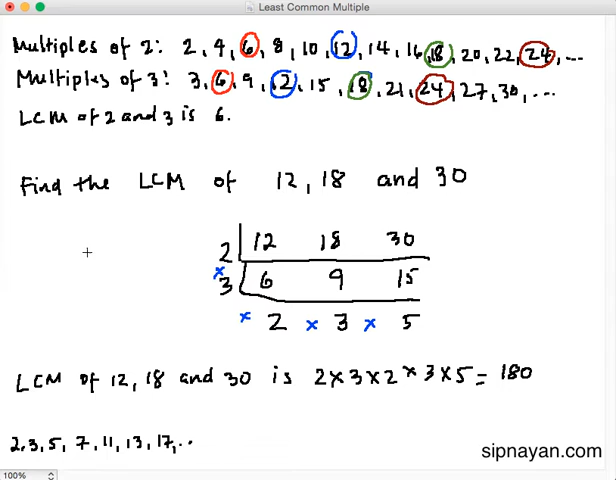 Least Common Multiple
Multiples of 2: 2, 4, 6, 8, 10, 12, 14, 16, 18, 20, 22, 24, ...
Multiples of 3: 3, 6, 9, 12, 15, 18, 21, 24, 27, 30, ...
LCM of 2 and 3 is 6.
Find the LCM of 12, 18 and 30
2 12 18 30
× 3 6 9 15
× 2 × 3 × 5
LCM of 12, 18 and 30 is 2 × 3 × 2 × 3 × 5 = 180
2, 3, 5, 7, 11, 13, 17, ..
sipnayan.com
100%